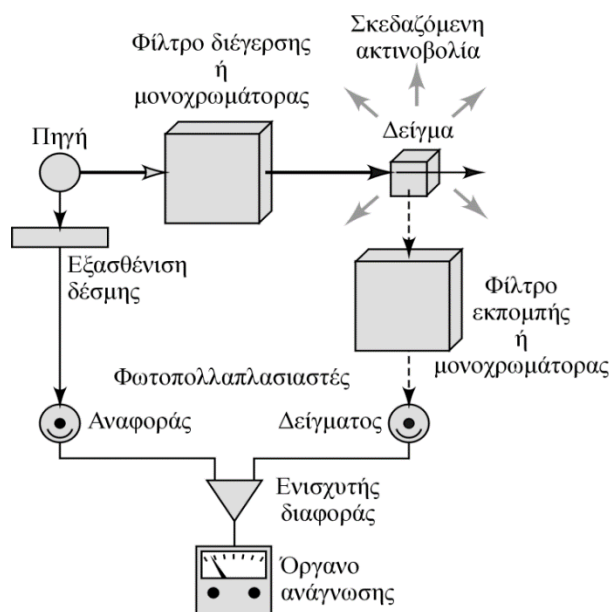 Φίλτρο διέγερσης
ή
μονοχρωμάτορας
Σκεδαζόμενη
ακτινοβολία
Πηγή
Δείγμα
Εξασθένιση
δέσμης
Φίλτρο
εκπομπής
ή
μονοχρωμάτορας
Φωτοπολλαπλασιαστές
Αναφοράς
Δείγματος
Ενισχυτής
διαφοράς
Όργανο
ανάγνωσης